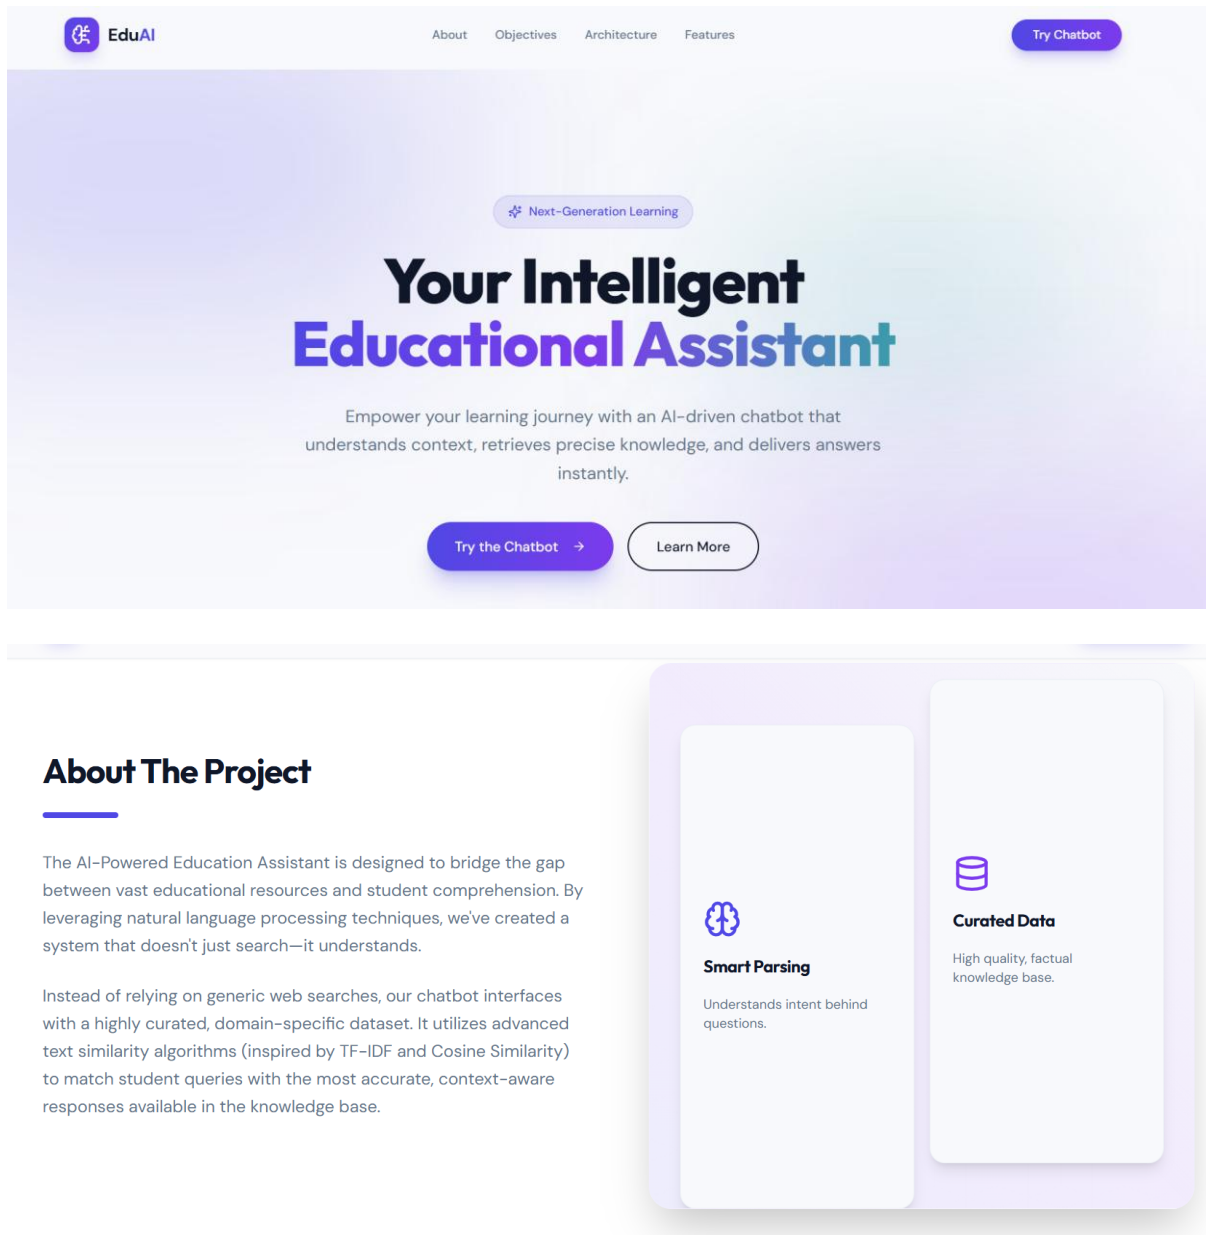 EduAI
About
Objectives
Architecture
Features
Try Chatbot
Next-Generation Learning
Your Intelligent
Educational Assistant
Empower your learning journey with an AI-driven chatbot that
understands context, retrieves precise knowledge, and delivers answers
instantly.
Try the Chatbot
Learn More
About The Project
The AI-Powered Education Assistant is designed to bridge the gap
between vast educational resources and student comprehension. By
leveraging natural language processing techniques, we've created a
system that doesn't just search—it understands.
Instead of relying on generic web searches, our chatbot interfaces
with a highly curated, domain-specific dataset. It utilizes advanced
text similarity algorithms (inspired by TF-IDF and Cosine Similarity)
to match student queries with the most accurate, context-aware
responses available in the knowledge base.
Smart Parsing
Understands intent behind
questions.
Curated Data
High quality, factual
knowledge base.